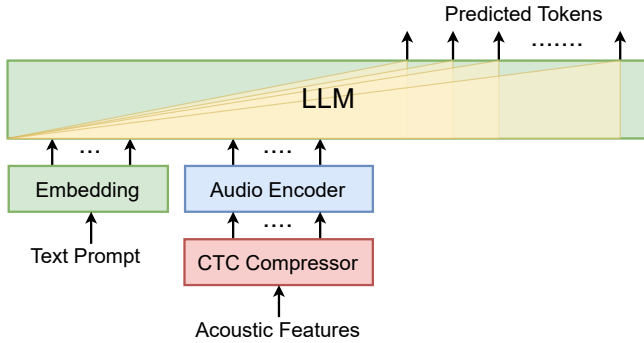 Predicted Tokens
.......
LLM
...
....
Embedding
Audio Encoder
....
Text Prompt
CTC Compressor
Acoustic Features